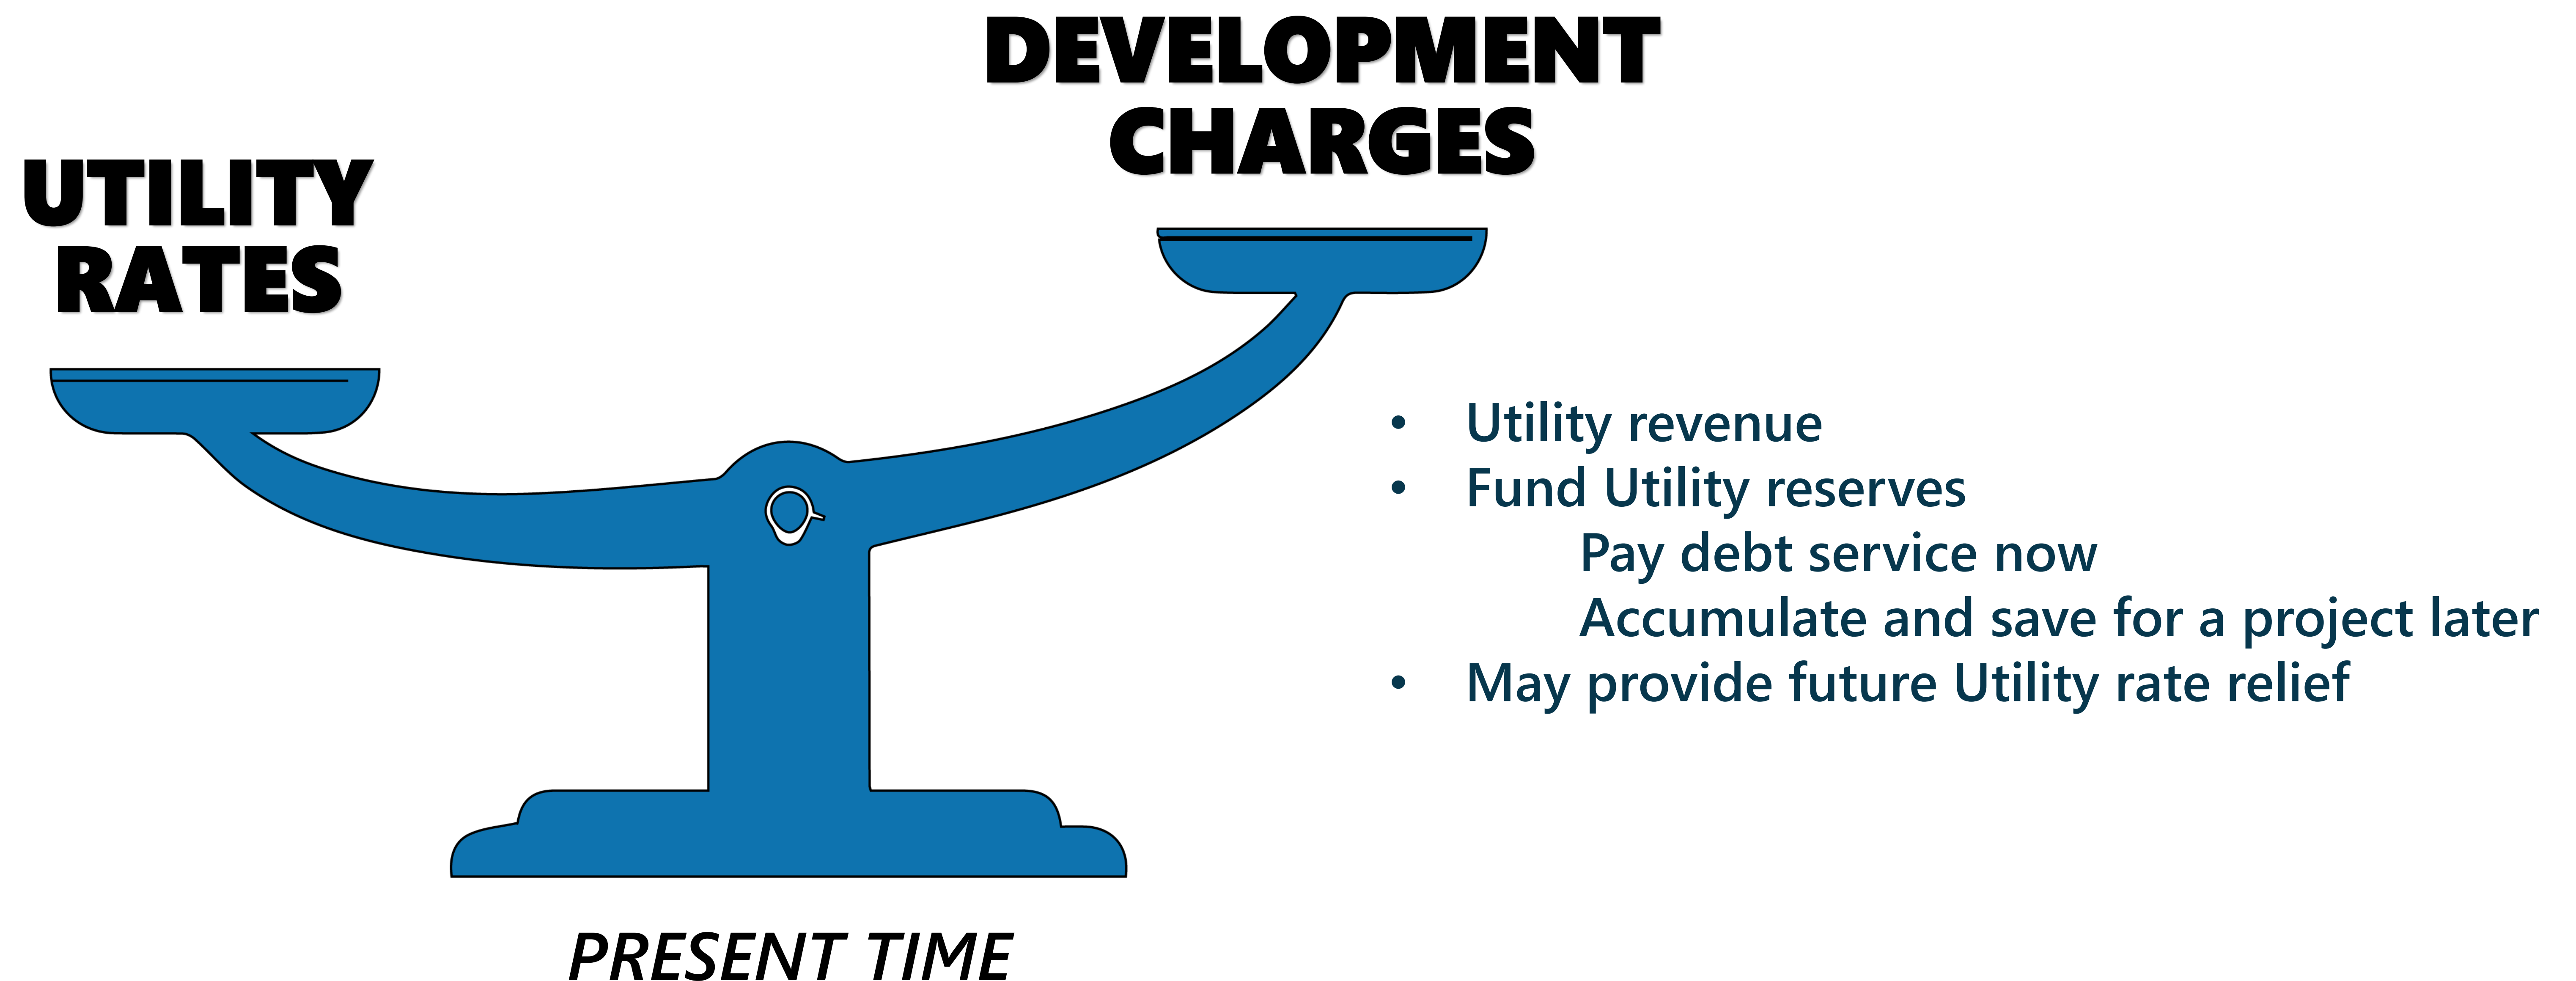 DEVELOPMENT
CHARGES
UTILITY
RATES
• Utility revenue
• Fund Utility reserves
Pay debt service now
Accumulate and save for a project later
• May provide future Utility rate relief
PRESENT TIME